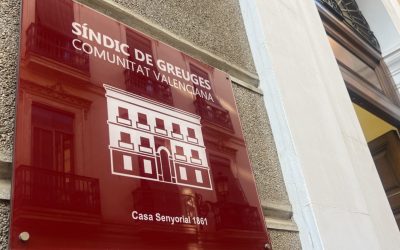 SÍNDIC DE GREUGES
COMUNITAT VALENCIANA
Casa Senyorial 1861